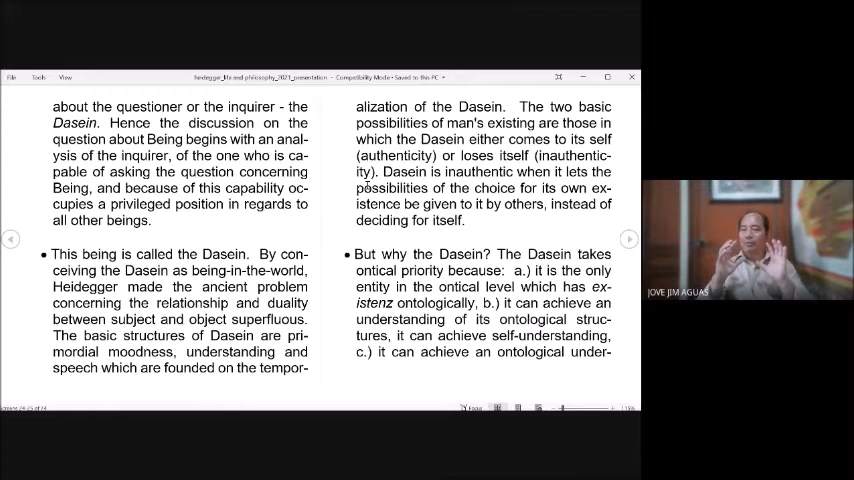 File Tools View
heidegger_life and philosophy_2021_presentation - Compatibility Mode • Saved to this PC
about the questioner or the inquirer - the
Dasein. Hence the discussion on the
question about Being begins with an anal-
ysis of the inquirer, of the one who is ca-
pable of asking the question concerning
Being, and because of this capability oc-
cupies a privileged position in regards to
all other beings.
• This being is called the Dasein. By con-
ceiving the Dasein as being-in-the-world,
Heidegger made the ancient problem
concerning the relationship and duality
between subject and object superfluous.
The basic structures of Dasein are pri-
mordial moodness, understanding and
speech which are founded on the tempor-
alization of the Dasein. The two basic
possibilities of man's existing are those in
which the Dasein either comes to its self
(authenticity) or loses itself (inauthentic-
ity). Dasein is inauthentic when it lets the
possibilities of the choice for its own ex-
istence be given to it by others, instead of
deciding for itself.
• But why the Dasein? The Dasein takes
ontical priority because: a.) it is the only
entity in the ontical level which has ex-
istenz ontologically, b.) it can achieve an
understanding of its ontological struc-
tures, it can achieve self-understanding,
c.) it can achieve an ontological under-
JOVE JIM AGUAS
Screens 24-25 of 74
Focus
115%